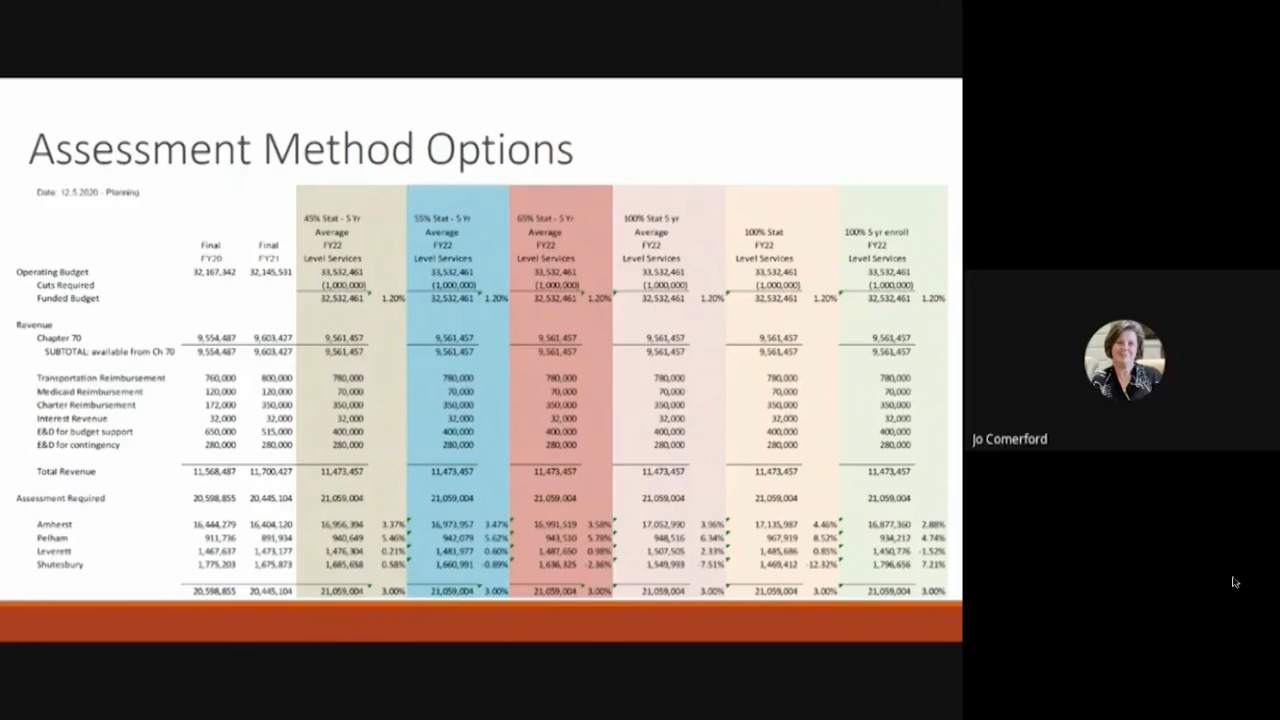 Assessment Method Options
Date: 12.5.2020 - Planning
45% Stat - 5 Yr 55% Stat - 5 Yr 65% Stat - 5 Yr 100% Stat 5 yr
Average Average Average Average 100% Stat 100% 5 yr enroll
Final Final FY22 FY22 FY22 FY22 FY22 FY22
FY20 FY21 Level Services Level Services Level Services Level Services Level Services Level Services
Operating Budget 32,167,342 32,145,531 33,532,461 33,532,461 33,532,461 33,532,461 33,532,461 33,532,461
Cuts Required (1,000,000) (1,000,000) (1,000,000) (1,000,000) (1,000,000) (1,000,000)
Funded Budget 32,532,461 1.20% 32,532,461 1.20% 32,532,461 1.20% 32,532,461 1.20% 32,532,461 1.20% 32,532,461 1.20%
Revenue
Chapter 70 9,554,487 9,603,427 9,561,457 9,561,457 9,561,457 9,561,457 9,561,457 9,561,457
SUBTOTAL: available from Ch 70 9,554,487 9,603,427 9,561,457 9,561,457 9,561,457 9,561,457 9,561,457 9,561,457
Transportation Reimbursement 760,000 800,000 780,000 780,000 780,000 780,000 780,000 780,000
Medicaid Reimbursement 120,000 120,000 70,000 70,000 70,000 70,000 70,000 70,000
Charter Reimbursement 172,000 350,000 350,000 350,000 350,000 350,000 350,000 350,000
Interest Revenue 32,000 32,000 32,000 32,000 32,000 32,000 32,000 32,000
E&D for budget support 650,000 515,000 400,000 400,000 400,000 400,000 400,000 400,000
E&D for contingency 280,000 280,000 280,000 280,000 280,000 280,000 280,000 280,000
Total Revenue 11,568,487 11,700,427 11,473,457 11,473,457 11,473,457 11,473,457 11,473,457 11,473,457
Assessment Required 20,598,855 20,445,104 21,059,004 21,059,004 21,059,004 21,059,004 21,059,004 21,059,004
Amherst 16,444,279 16,404,120 16,956,394 3.37% 16,973,957 3.47% 16,991,519 3.58% 17,052,990 3.96% 17,135,987 4.46% 16,877,360 2.88%
Pelham 911,736 891,934 940,649 5.46% 942,079 5.62% 943,510 5.78% 948,516 6.34% 967,919 8.52% 934,212 4.74%
Leverett 1,467,637 1,473,177 1,476,304 0.21% 1,481,977 0.60% 1,487,650 0.98% 1,507,505 2.33% 1,485,686 0.85% 1,450,776 -1.52%
Shutesbury 1,775,203 1,675,873 1,685,658 0.58% 1,660,991 -0.89% 1,636,325 -2.36% 1,549,993 -7.51% 1,469,412 -12.32% 1,796,656 7.21%
20,598,855 20,445,104 21,059,004 3.00% 21,059,004 3.00% 21,059,004 3.00% 21,059,004 3.00% 21,059,004 3.00% 21,059,004 3.00%
Jo Comerford